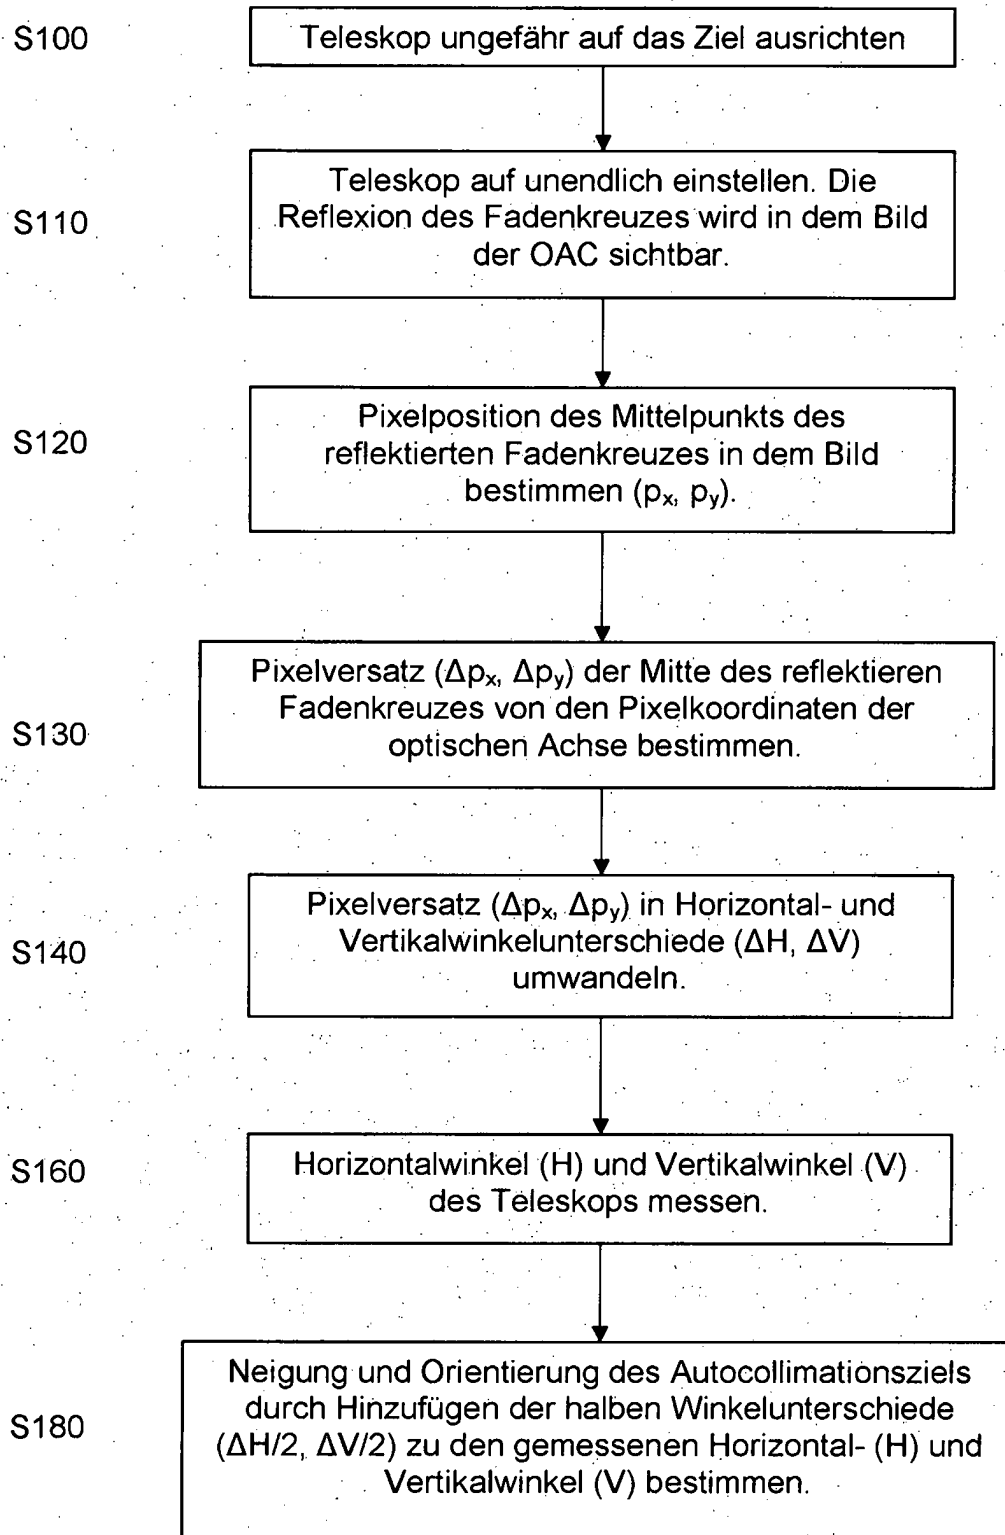 S100
Teleskop ungefähr auf das Ziel ausrichten
S110
Teleskop auf unendlich einstellen. Die
Reflexion des Fadenkreuzes wird in dem Bild
der OAC sichtbar.
S120
Pixelposition des Mittelpunkts des
reflektierten Fadenkreuzes in dem Bild
bestimmen (pₓ, p_y).
S130
Pixelversatz (Δpₓ, Δp_y) der Mitte des reflektieren
Fadenkreuzes von den Pixelkoordinaten der
optischen Achse bestimmen.
S140
Pixelversatz (Δpₓ, Δp_y) in Horizontal- und
Vertikalwinkelunterschiede (ΔH, ΔV)
umwandeln.
S160
Horizontalwinkel (H) und Vertikalwinkel (V)
des Teleskops messen.
S180
Neigung und Orientierung des Autocollimationsziels
durch Hinzufügen der halben Winkelunterschiede
(ΔH/2, ΔV/2) zu den gemessenen Horizontal- (H) und
Vertikalwinkel (V) bestimmen.